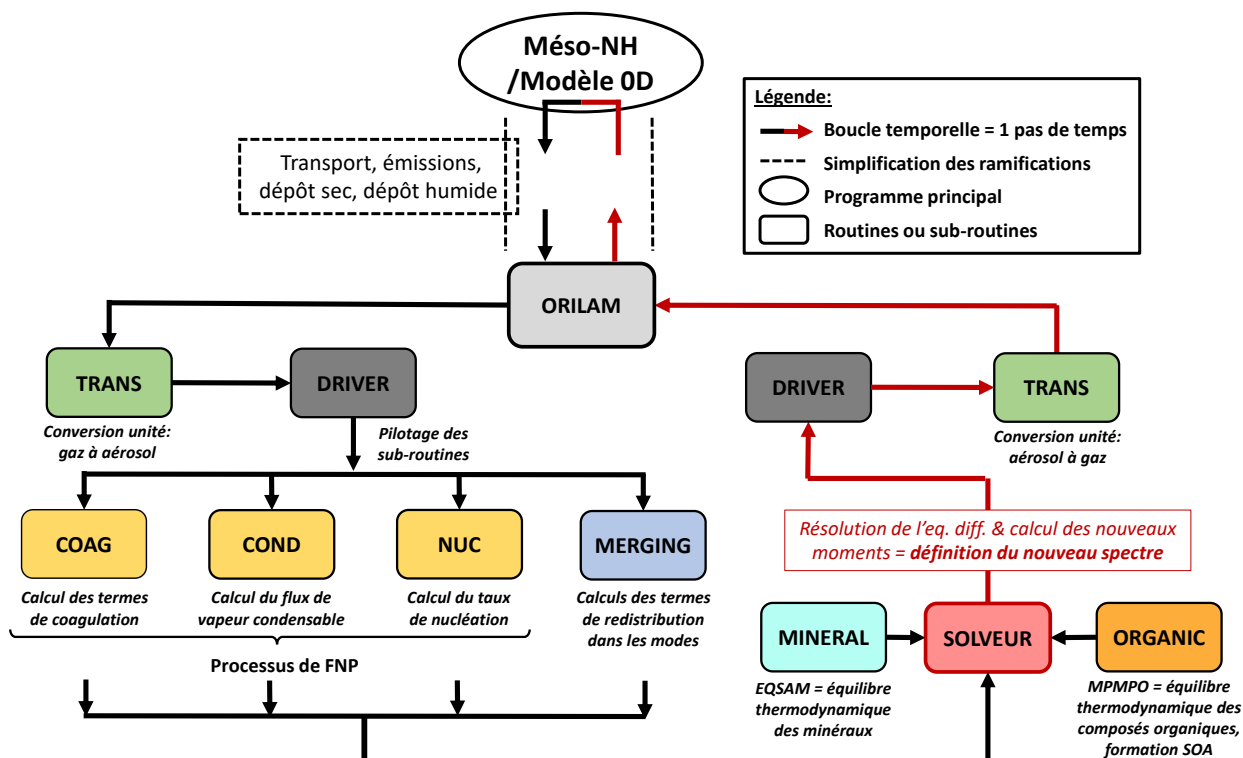 Méso-NH
/Modèle 0D
Légende:
Boucle temporelle = 1 pas de temps
Simplification des ramifications
Programme principal
Routines ou sub-routines
Transport, émissions,
dépôt sec, dépôt humide
ORILAM
TRANS
DRIVER
Conversion unité:
gaz à aérosol
Pilotage des
sub-routines
DRIVER
TRANS
Conversion unité:
aérosol à gaz
COAG
COND
NUC
MERGING
Calcul des termes
de coagulation
Calcul du flux de
vapeur condensable
Calcul du taux
de nucléation
Calculs des termes
de redistribution
dans les modes
Processus de FNP
Résolution de l'eq. diff. & calcul des nouveaux
moments = définition du nouveau spectre
MINERAL
SOLVEUR
ORGANIC
EQSAM = équilibre
thermodynamique
des minéraux
MPMPO = équilibre
thermodynamique des
composés organiques,
formation SOA